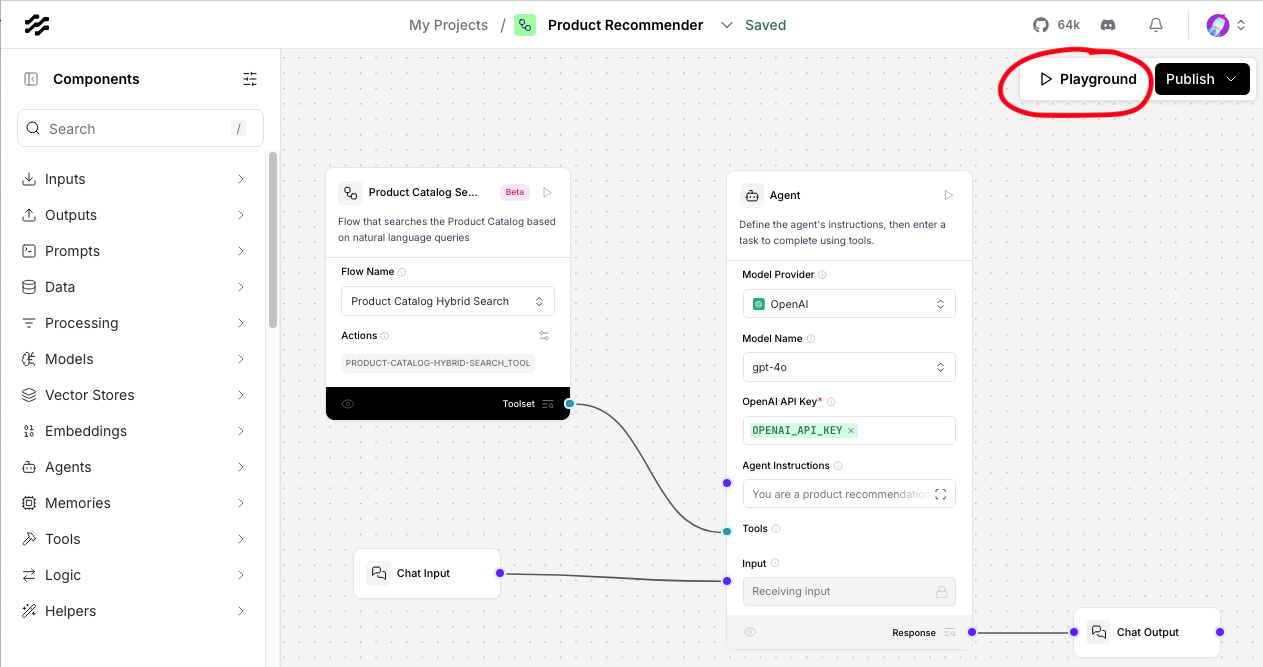 My Projects / Product Recommender Saved
64k
Components
Playground
Publish
Search /
Inputs
Outputs
Prompts
Data
Processing
Models
Vector Stores
Embeddings
Agents
Memories
Tools
Logic
Helpers
Product Catalog Se... Beta
Flow that searches the Product Catalog based
on natural language queries
Flow Name
Product Catalog Hybrid Search
Actions
PRODUCT-CATALOG-HYBRID-SEARCH_TOOL
Toolset
Chat Input
Agent
Define the agent's instructions, then enter a
task to complete using tools.
Model Provider
OpenAI
Model Name
gpt-4o
OpenAI API Key*
OPENAI_API_KEY ×
Agent Instructions
You are a product recommendation
Tools
Input
Receiving input
Response
Chat Output